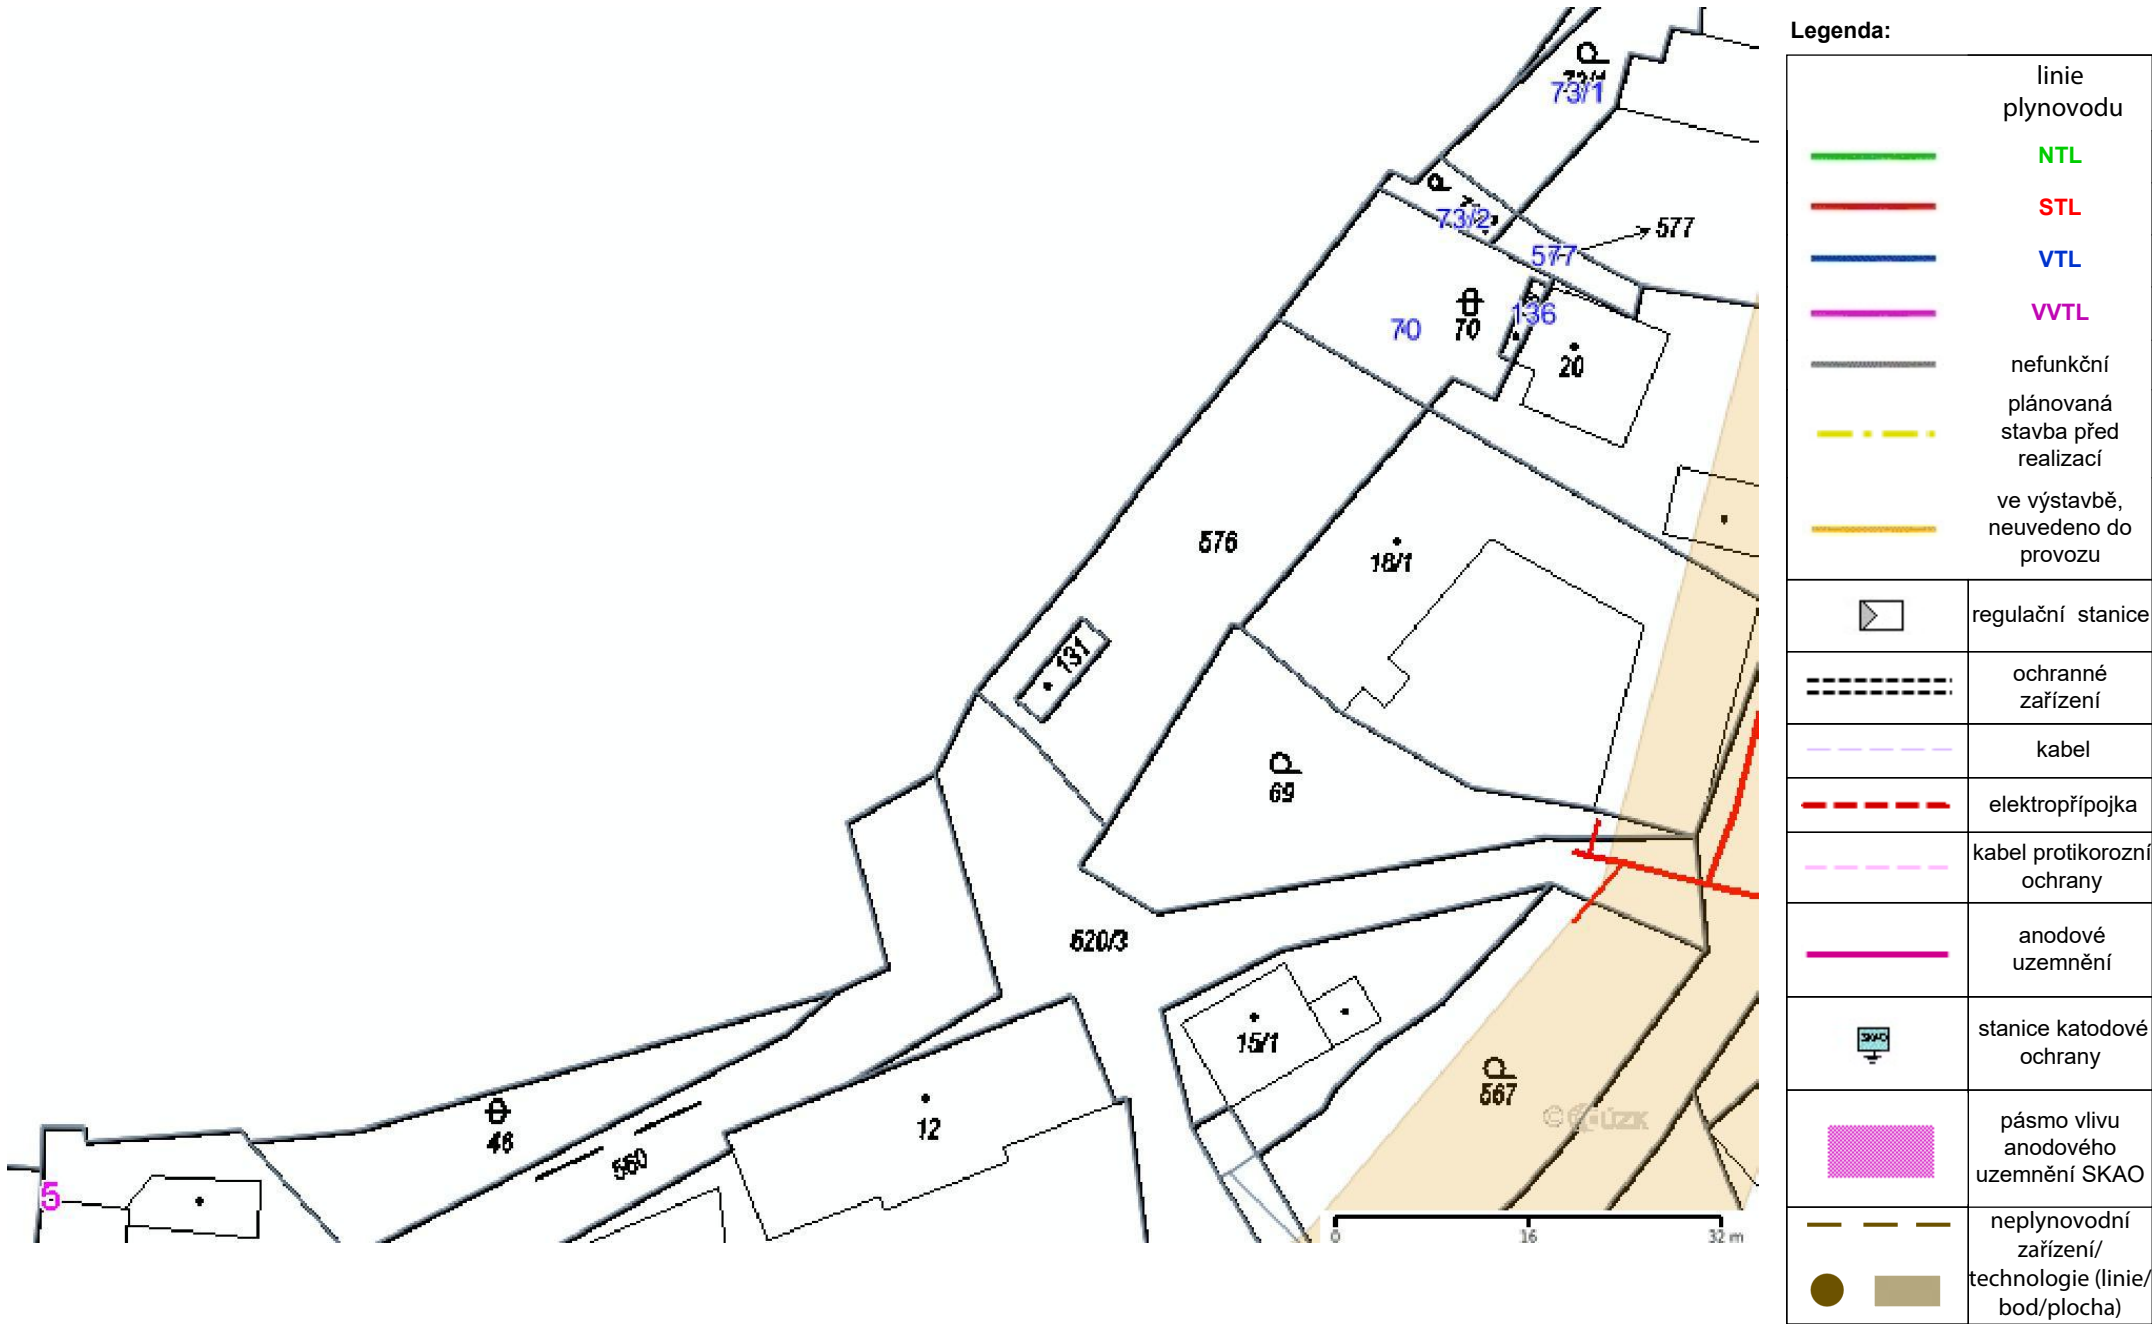 Legenda:
linie
plynovodu
NTL
STL
VTL
VVTL
nefunkční
plánovaná
stavba před
realizací
ve výstavbě,
neuvedeno do
provozu
regulační stanice
ochranné
zařízení
kabel
elektropřípojka
kabel protikorozní
ochrany
anodové
uzemnění
SKAO
stanice katodové
ochrany
pásmo vlivu
anodového
uzemnění SKAO
neplynovodní
zařízení/
technologie (linie/
bod/plocha)
73/1
73/2
577
577
136
70
70
20
576
18/1
131
69
620/3
15/1
567
12
46
560
5
© ČÚZK
0 16 32 m